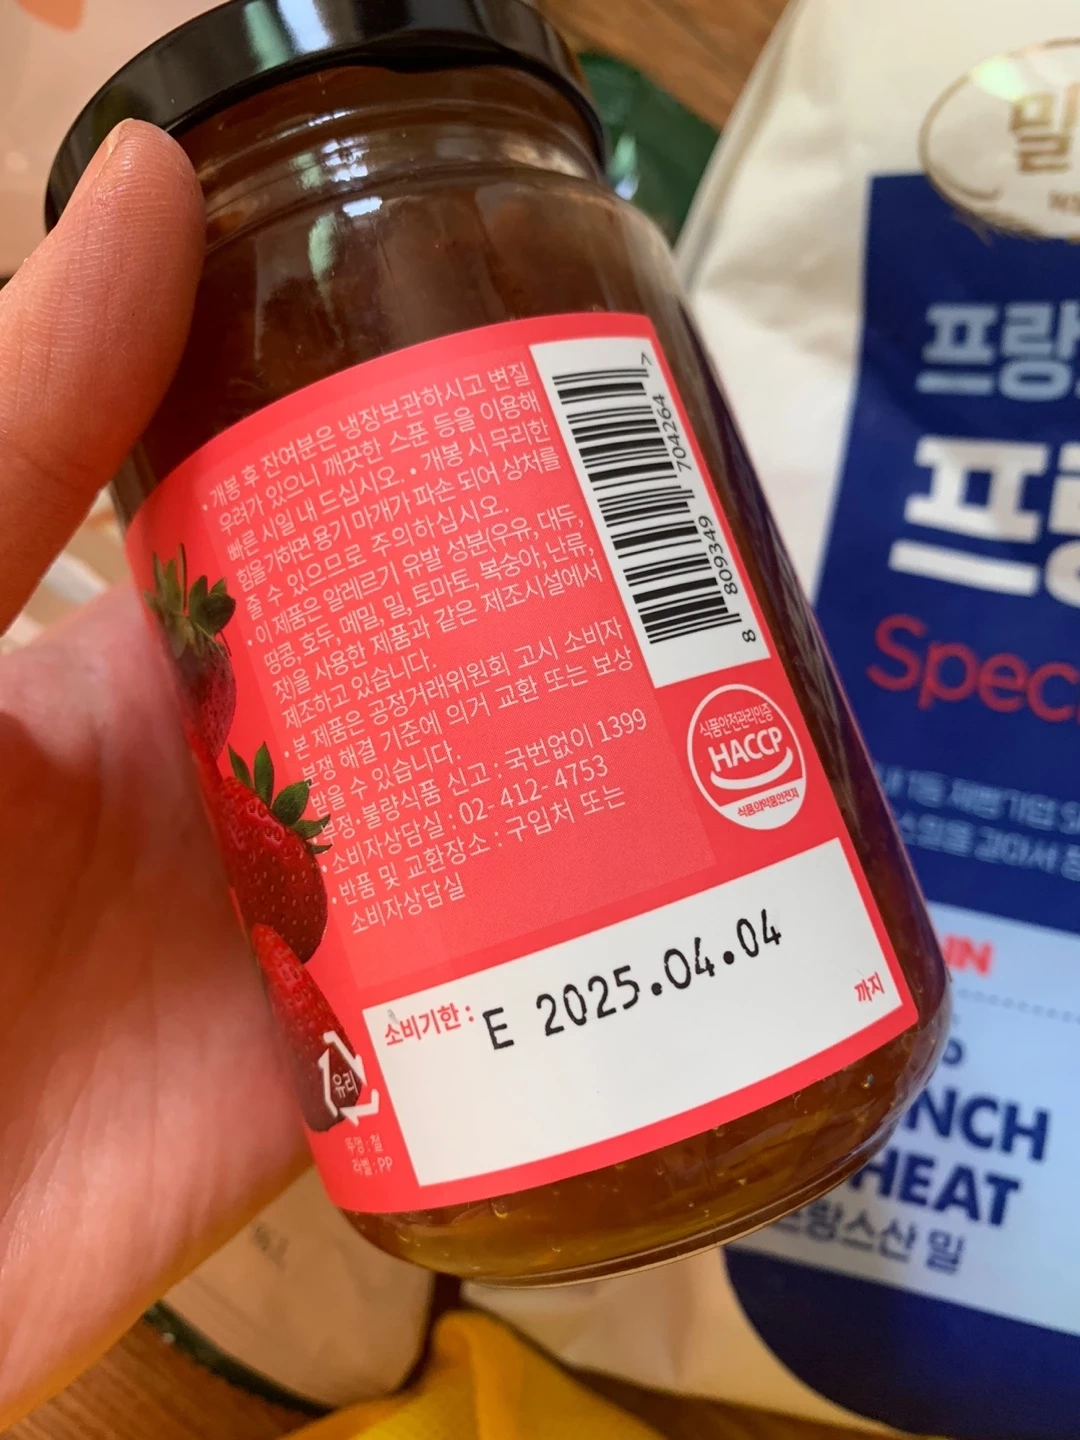 • 개봉 후 잔여분은 냉장보관하시고 변질
우려가 있으니 깨끗한 스푼 등을 이용해
빠른 시일 내 드십시오. • 개봉 시 무리한
힘을 가하면 용기 마개가 파손 되어 상처를
줄 수 있으므로 주의하십시오.
• 이 제품은 알레르기 유발 성분(우유, 대두,
땅콩, 호두, 메밀, 밀, 토마토, 복숭아, 난류,
잣)을 사용한 제품과 같은 제조시설에서
제조하고 있습니다.
• 본 제품은 공정거래위원회 고시 소비자
분쟁 해결 기준에 의거 교환 또는 보상
받을 수 있습니다.
• 부정·불량식품 신고 : 국번없이 1399
• 소비자상담실 : 02- 412- 4753
• 반품 및 교환장소 : 구입처 또는
소비자상담실
8 809349 704264 7
식품안전관리인증
HACCP
식품의약품안전처
소비기한 : E 2025.04.04
까지
유리
뚜껑 : 철
라벨 : PP
밀
프랑
프랑
Spec
IN
NCH
HEAT
프랑스산 밀